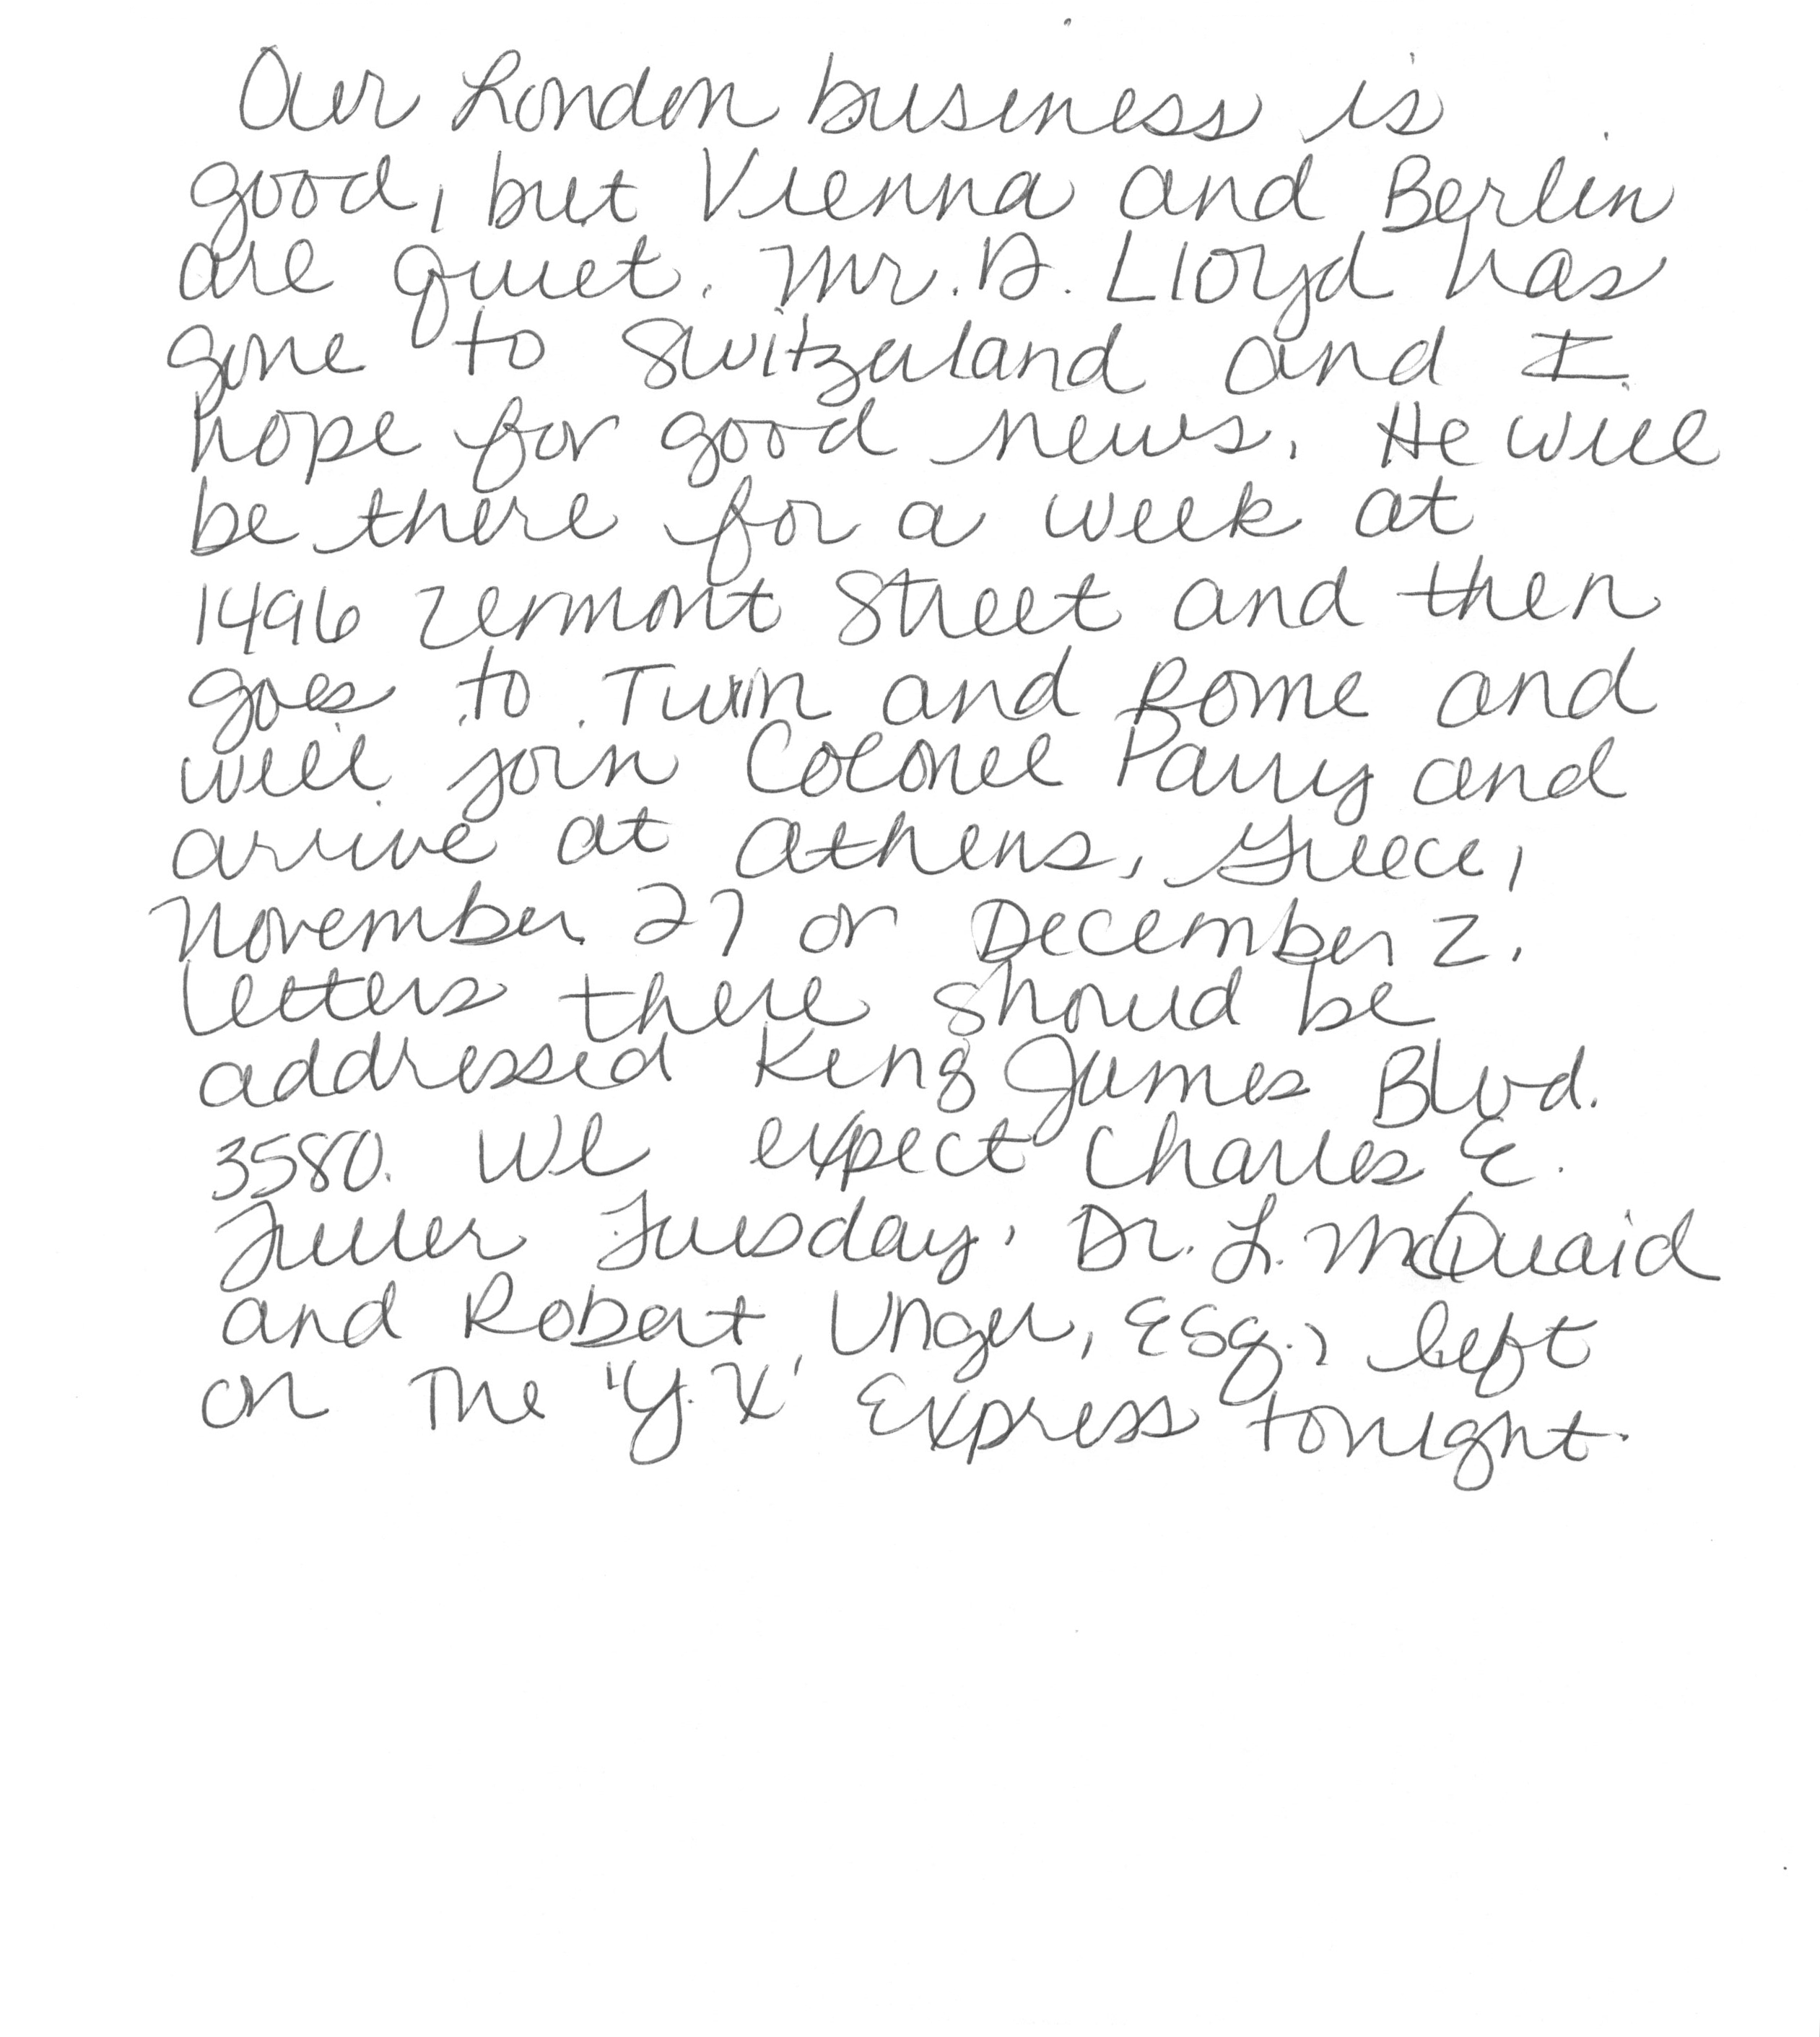 Our London business is
good, but Vienna and Berlin
are quiet. Mr. D. Lloyd has
gone to Switzerland and I
hope for good news. He will
be there for a week at
1496 Zermont Street and then
goes to Turin and Rome and
will join Colonel Parry and
arrive at Athens, Greece,
November 27 or December 2.
Letters there should be
addressed King James Blvd.
3580. We expect Charles E.
Fuller Tuesday. Dr. L. McQuaid
and Robert Unger, Esq., left
on The 'Y.X' Express tonight.